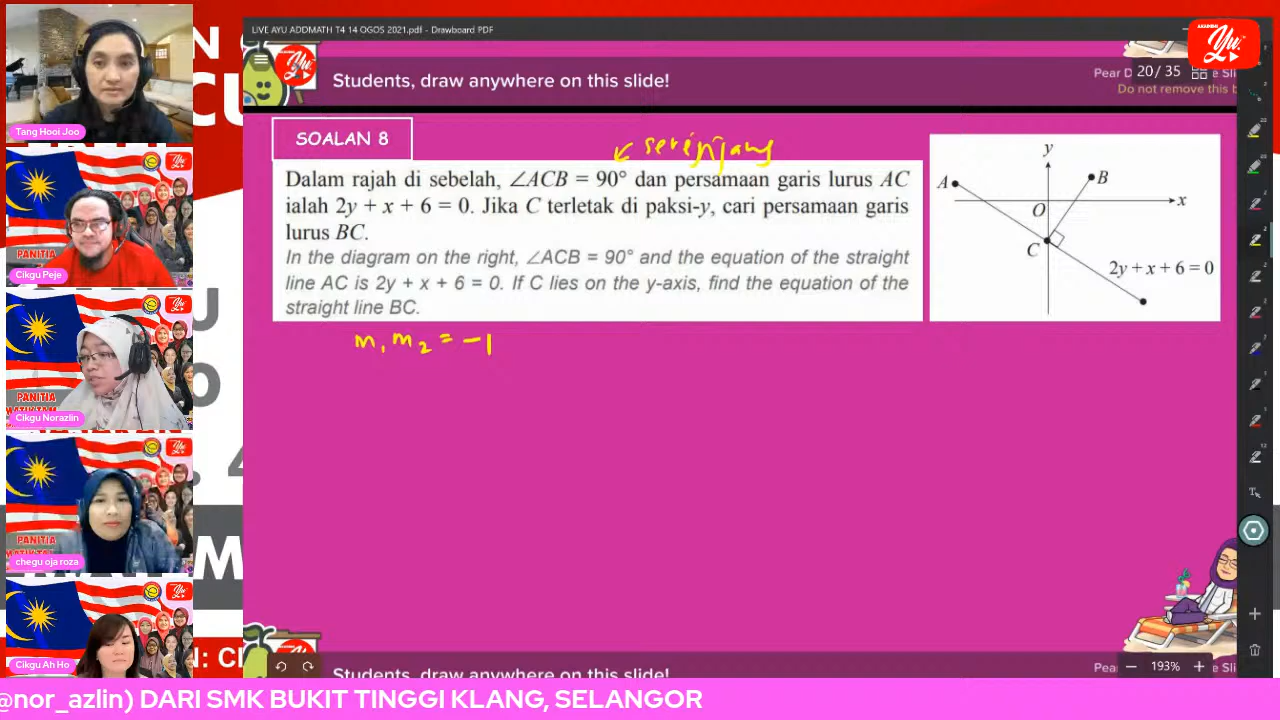 LIVE AYU ADDMATH T4 14 OGOS 2021.pdf - Drawboard PDF
Students, draw anywhere on this slide!
Pear D
20 / 35
e Sli
Do not remove this b
SOALAN 8
serenjang
Dalam rajah di sebelah, ∠ACB = 90° dan persamaan garis lurus AC
ialah 2y + x + 6 = 0. Jika C terletak di paksi-y, cari persamaan garis
lurus BC.
In the diagram on the right, ∠ACB = 90° and the equation of the straight
line AC is 2y + x + 6 = 0. If C lies on the y-axis, find the equation of the
straight line BC.
m₁ m₂ = -1
y
A
B
x
O
C
2y + x + 6 = 0
Tang Hooi Joo
PANITIA
Cikgu Peje
PANITIA
Cikgu Norazlin
chegu oja roza
Cikgu Ah Ho
Students, draw anywhere on this slide!
Pea
193%
@nor_azlin) DARI SMK BUKIT TINGGI KLANG, SELANGOR